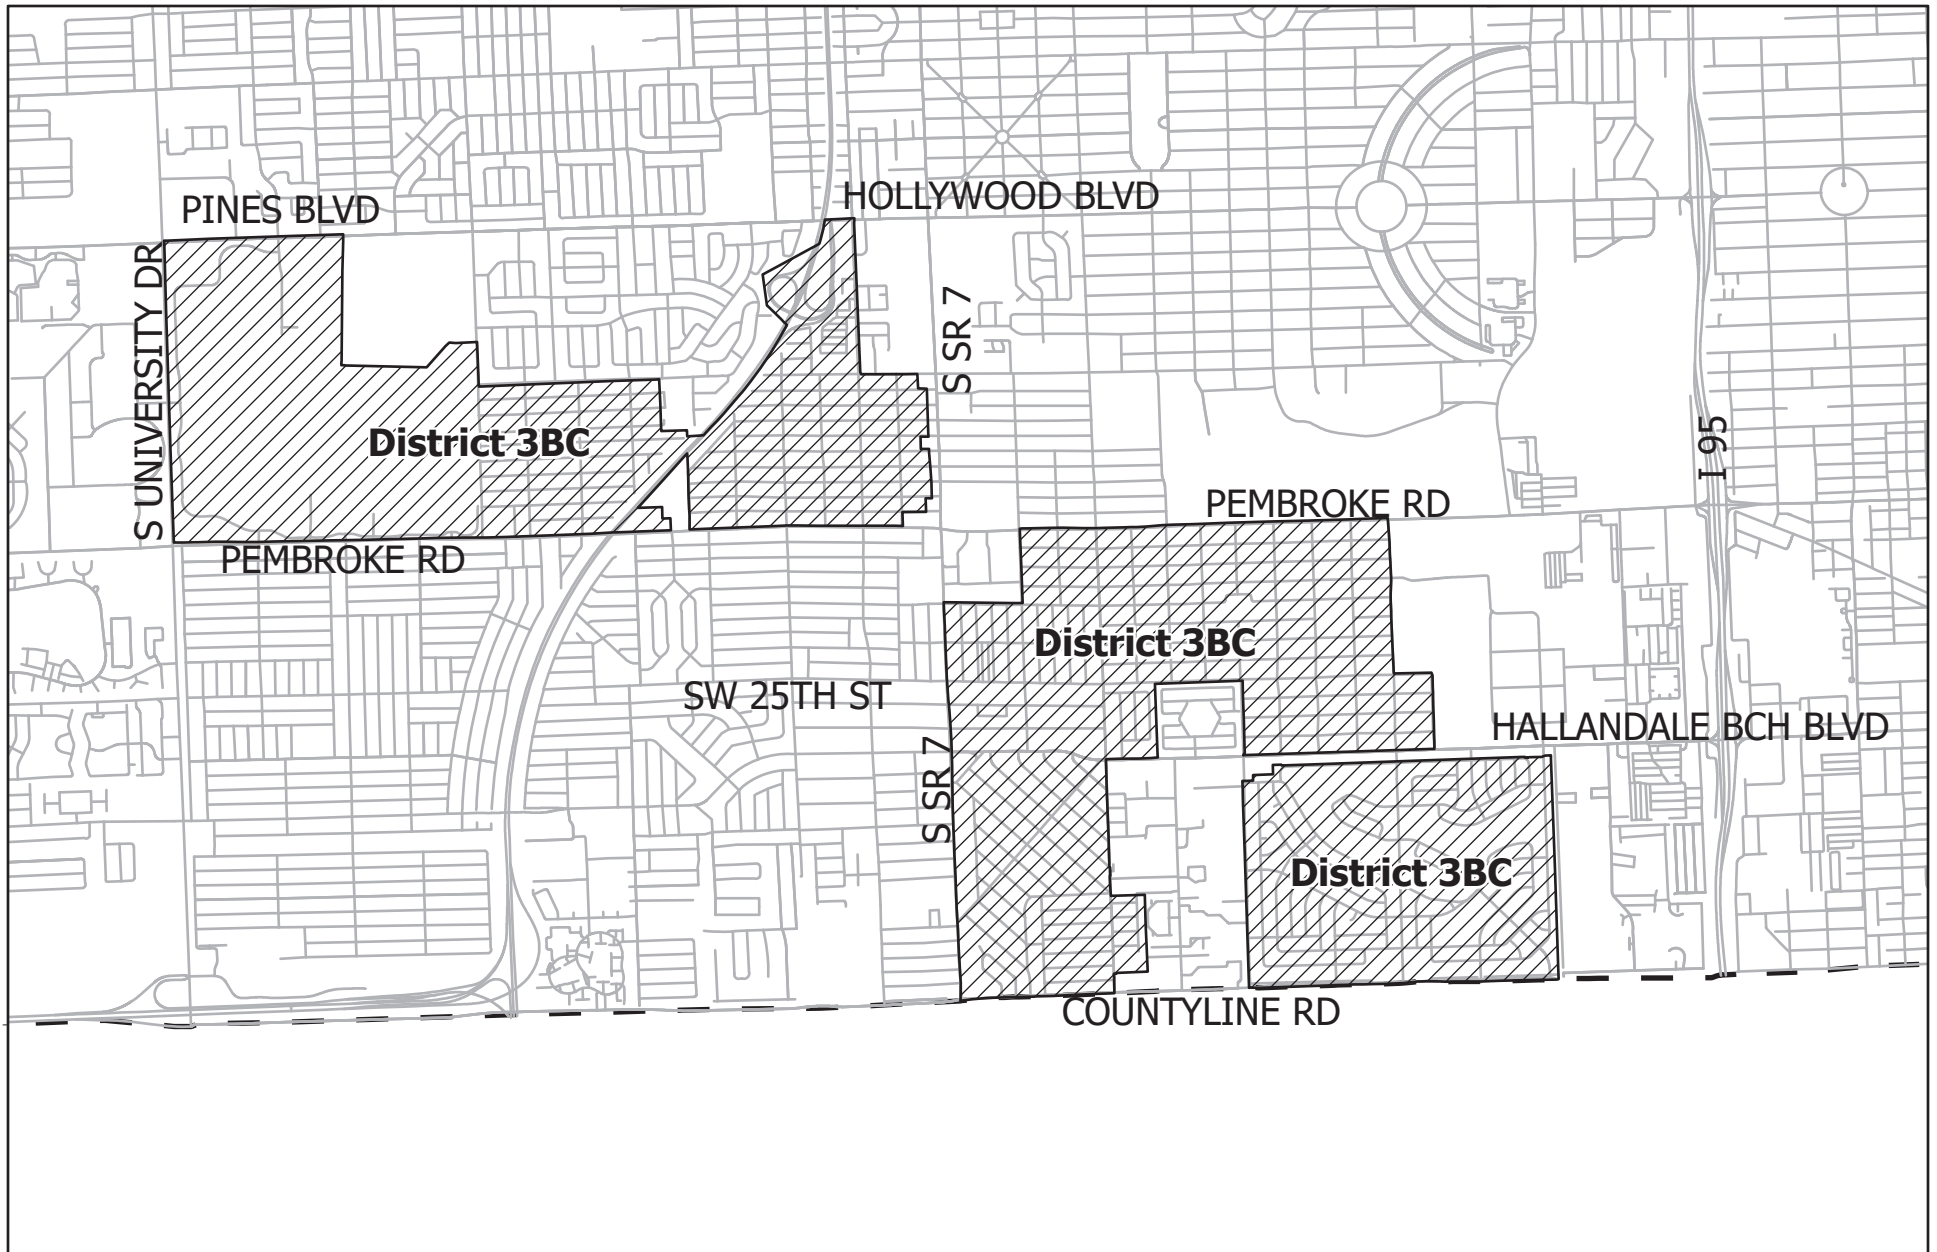 HOLLYWOOD BLVD
PINES BLVD
S UNIVERSITY DR
S SR 7
District 3BC
I 95
PEMBROKE RD
PEMBROKE RD
District 3BC
SW 25TH ST
HALLANDALE BCH BLVD
S SR 7
District 3BC
COUNTYLINE RD